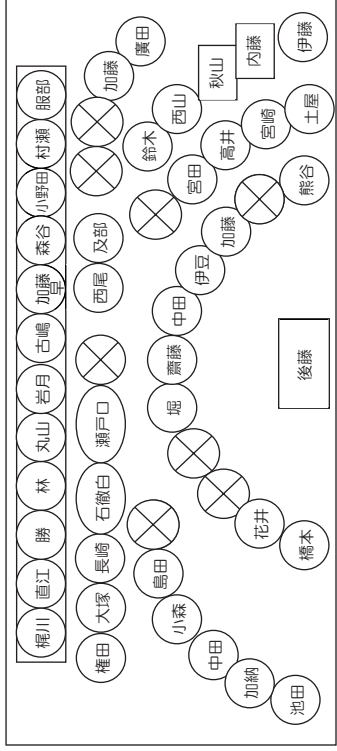 梶川
直江
勝
林
丸山
岩月
古嶋
加藤早
森谷
小野田
村瀬
服部
権田
大塚
長崎
石徹白
瀬戸口
西尾
及部
加藤
廣田
池田
加納
中田
小森
島田
鈴木
西山
秋山
内藤
伊藤
橋本
花井
堀
齋藤
中田
伊豆
加藤
熊谷
宮田
高井
宮崎
土屋
後藤